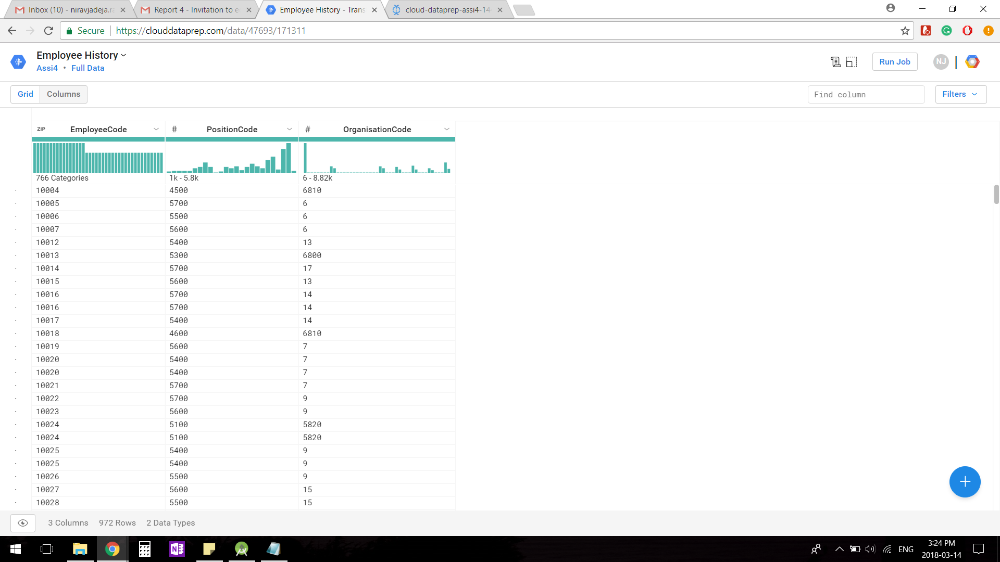 Inbox (10) - niravjadeja.ra
Report 4 - Invitation to e
Employee History - Trans
cloud-dataprep-assi4-14
Secure https://clouddataprep.com/data/47693/171311
Employee History
Assi4 • Full Data
Run Job
NJ
Grid Columns
Find column
Filters
ZIP EmployeeCode # PositionCode # OrganisationCode
766 Categories 1k - 5.8k 6 - 8.82k
10004 4500 6810
10005 5700 6
10006 5500 6
10007 5600 6
10012 5400 13
10013 5300 6800
10014 5700 17
10015 5600 13
10016 5700 14
10016 5700 14
10017 5400 14
10018 4600 6810
10019 5600 7
10020 5400 7
10020 5400 7
10021 5700 7
10022 5700 9
10023 5600 9
10024 5100 5820
10024 5100 5820
10025 5400 9
10025 5400 9
10026 5500 9
10027 5600 15
10028 5500 15
3 Columns 972 Rows 2 Data Types
N
ENG
3:24 PM
2018-03-14